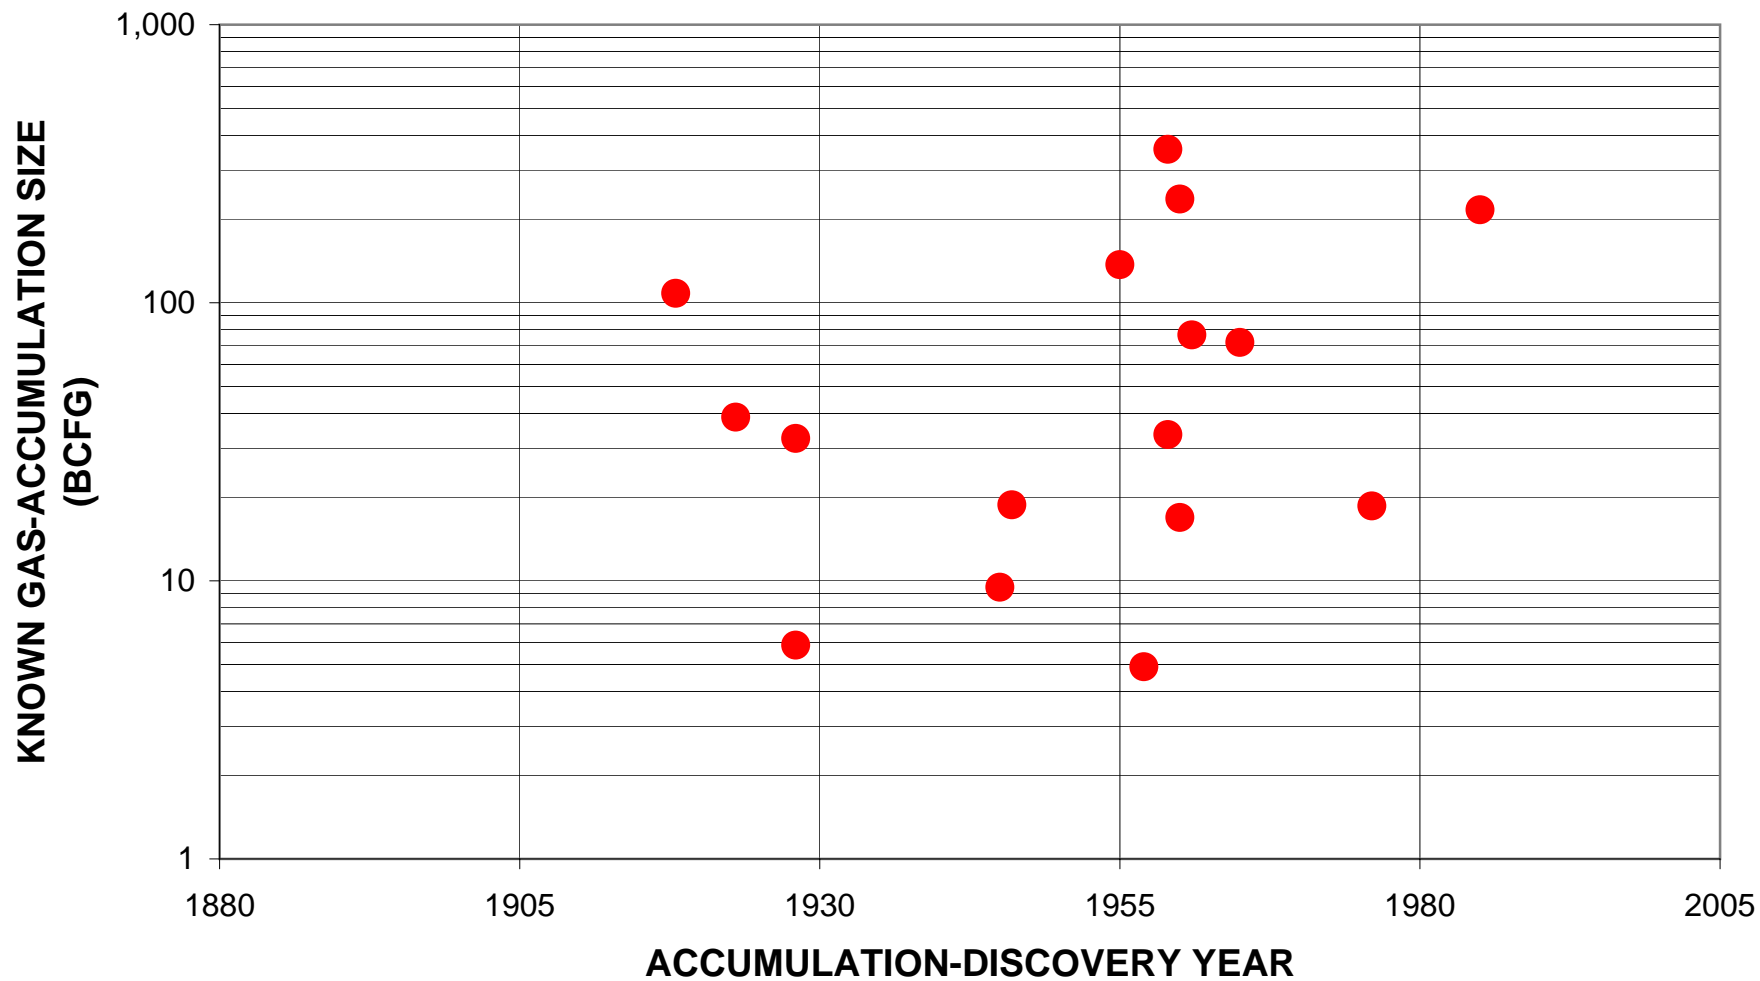 KNOWN GAS-ACCUMULATION SIZE
(BCFG)
1,000
100
10
1
1880 1905 1930 1955 1980 2005
ACCUMULATION-DISCOVERY YEAR